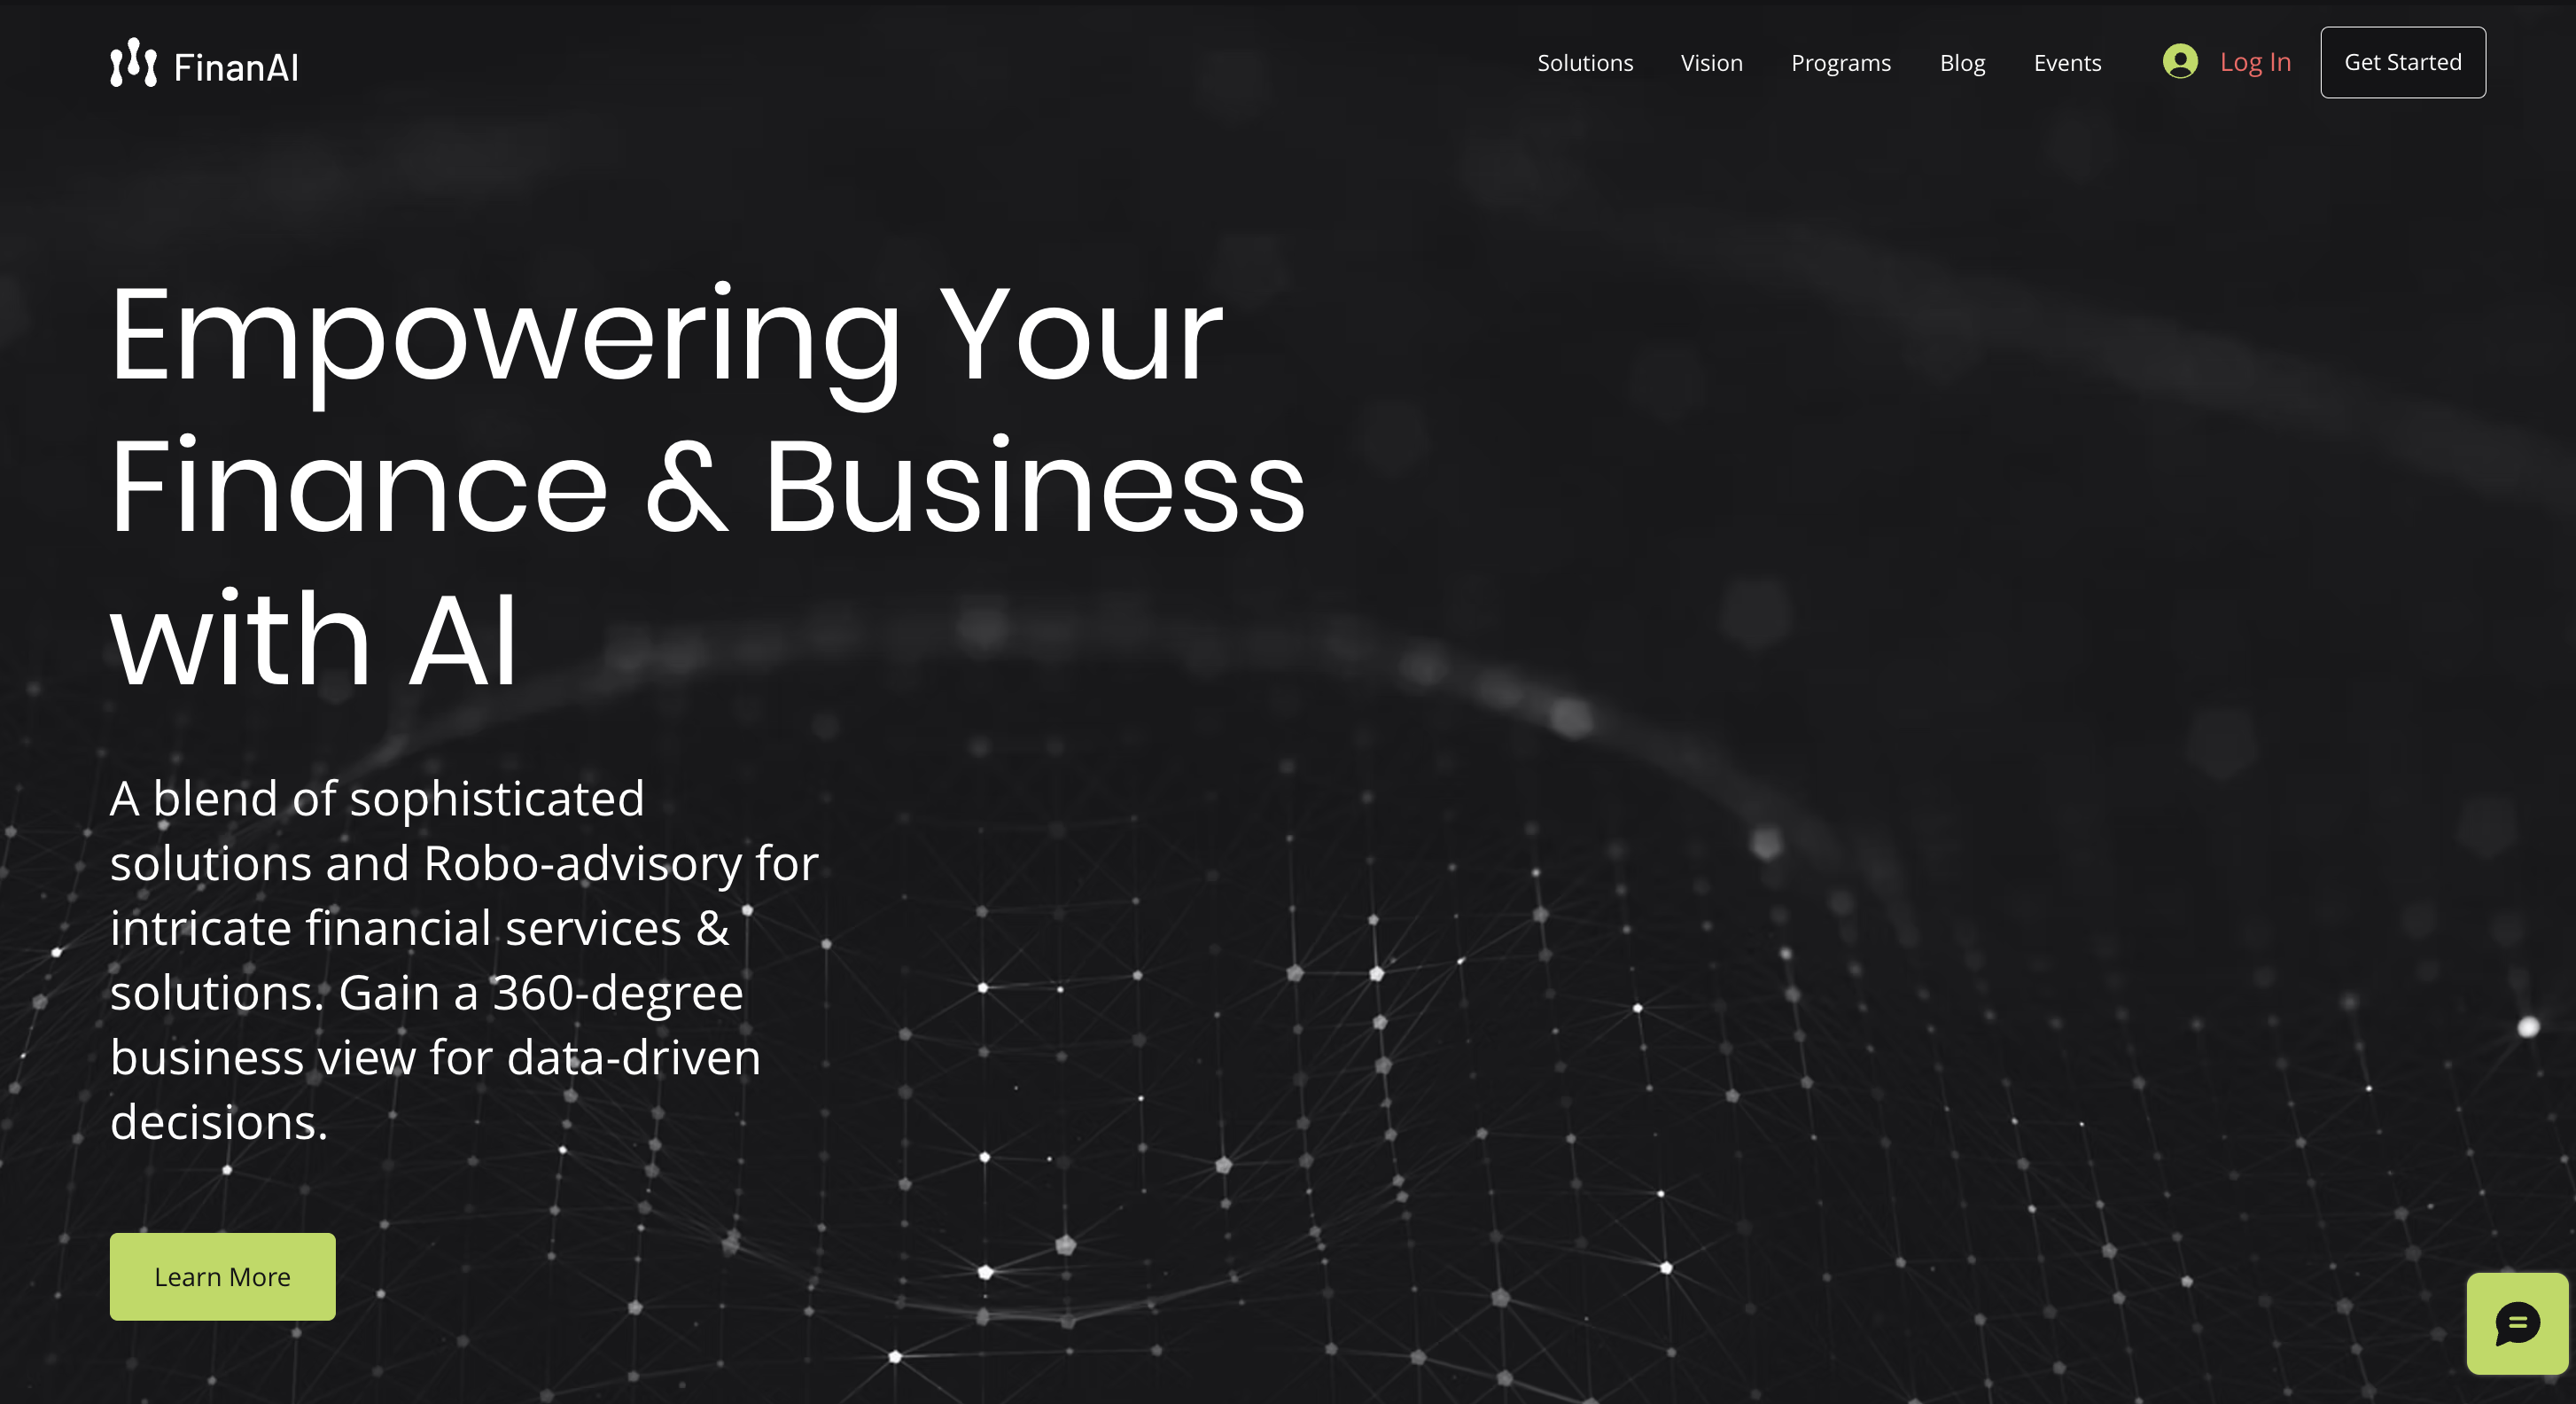 FinanAI
Solutions
Vision
Programs
Blog
Events
Log In
Get Started
Empowering Your
Finance & Business
with AI
A blend of sophisticated
solutions and Robo-advisory for
intricate financial services &
solutions. Gain a 360-degree
business view for data-driven
decisions.
Learn More